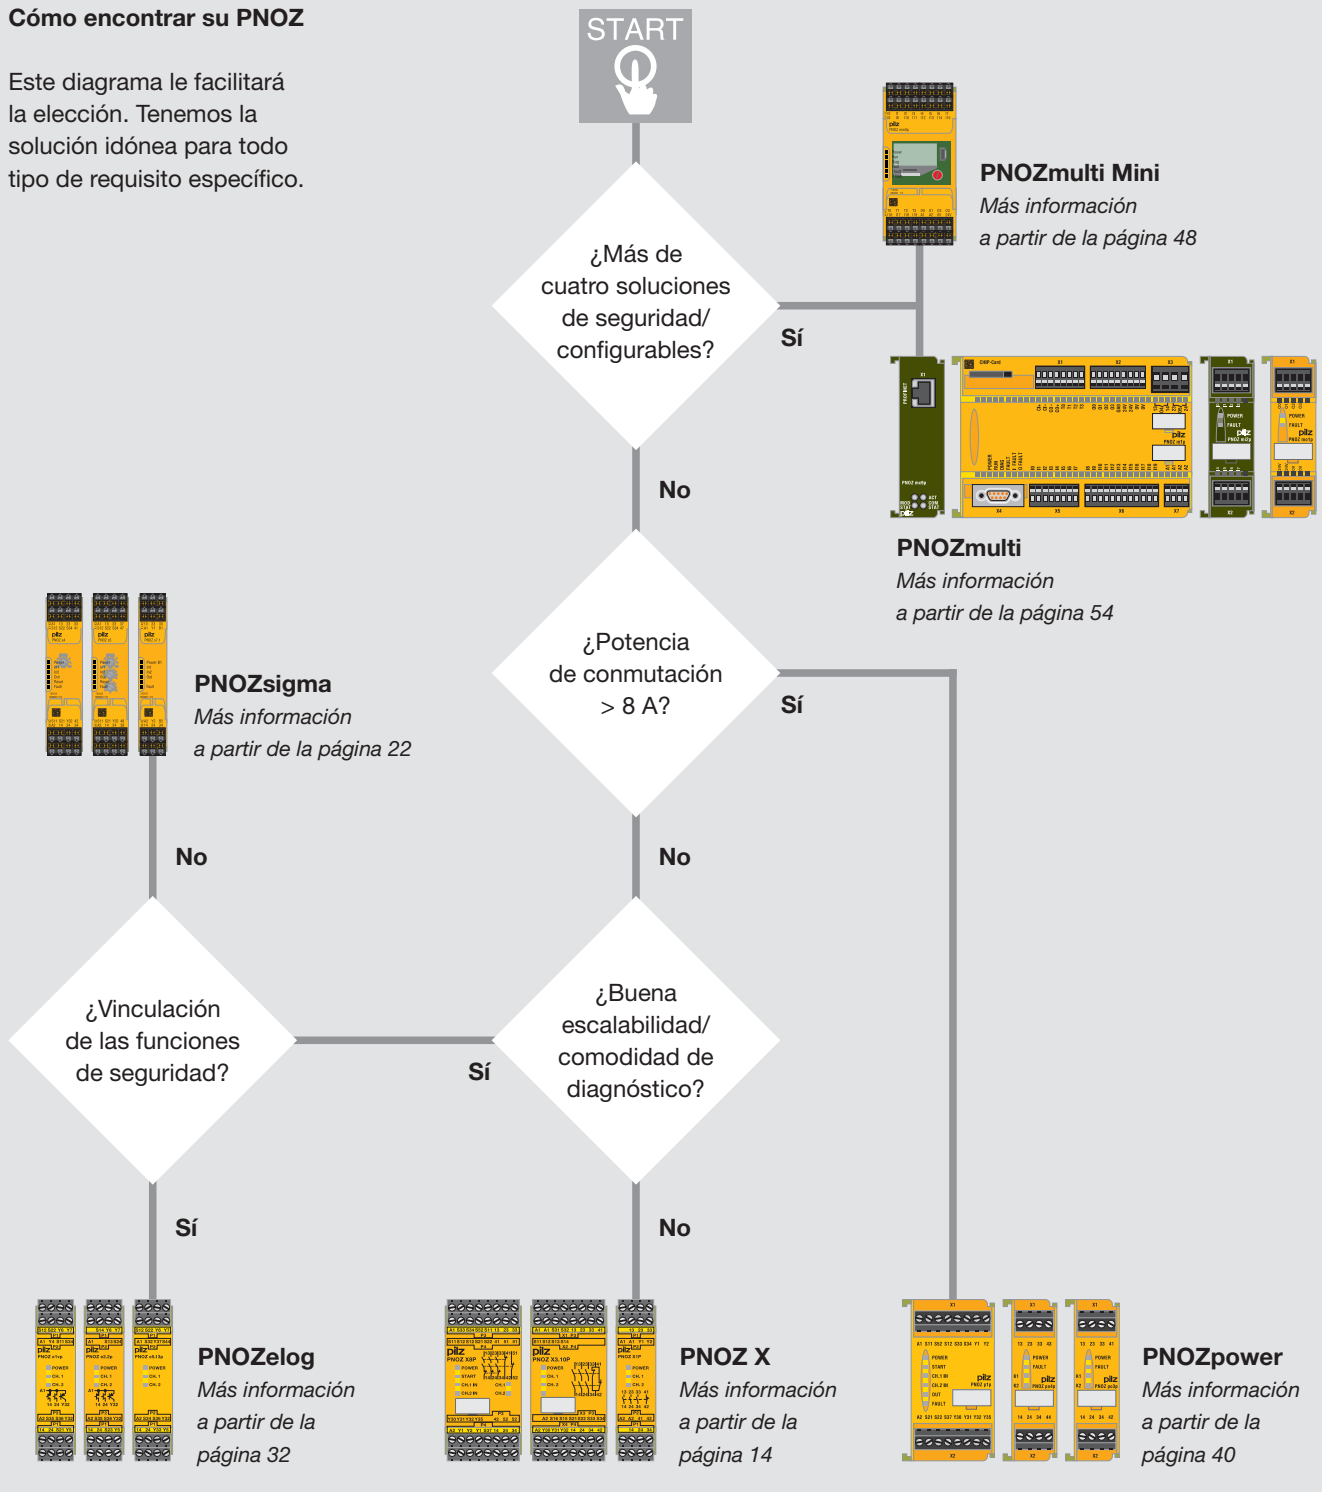 Cómo encontrar su PNOZ
Este diagrama le facilitará
la elección. Tenemos la
solución idónea para todo
tipo de requisito específico.
START
¿Más de
cuatro soluciones
de seguridad/
configurables?
Sí
No
PNOZmulti Mini
Más información
a partir de la página 48
PNOZmulti
Más información
a partir de la página 54
¿Potencia
de conmutación
> 8 A?
Sí
No
PNOZsigma
Más información
a partir de la página 22
No
¿Vinculación
de las funciones
de seguridad?
Sí
¿Buena
escalabilidad/
comodidad de
diagnóstico?
Sí
No
PNOZelog
Más información
a partir de la
página 32
PNOZ X
Más información
a partir de la
página 14
PNOZpower
Más información
a partir de la
página 40